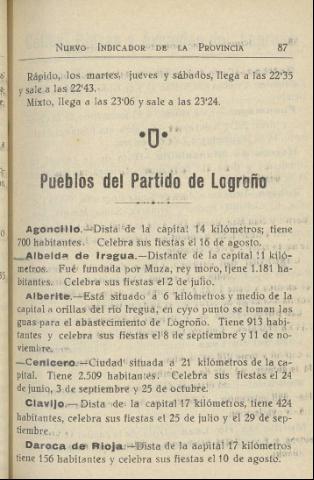 Nuevo Indicador de la Provincia 87
Rápido, los martes, jueves y sábados, llega a las 22'35
y sale a las 22'43.
Mixto, llega a las 23'06 y sale a las 23'24.
Pueblos del Partido de Logroño
Agoncillo.—Dista de la capital 14 kilómetros; tiene
700 habitantes. Celebra sus fiestas el 16 de agosto.
Albelda de Iregua.—Distante de la capital 11 kiló-
metros. Fué fundada por Muza, rey moro, tiene 1.181 ha-
bitantes. Celebra sus fiestas el 2 de julio.
Alberite.—Está situado á 6 kilómetros y medio de la
capital a orillas del río Iregua, en cyyo punto se toman las
guas para el abastecimiento de Logroño. Tiene 913 habi-
tantes y celebra sus fiestas el 8 de septiembre y 11 de no-
viembre.
—Cenicero.—Ciudad situada a 21 kilómetros de la ca-
pital. Tiene 2.509 habitantes. Celebra sus fiestas el 24
de junio, 3 de septiembre y 25 de octubre.
Clavijo.—Dista de la capital 17 kilómetros, tiene 424
habitantes, celebra sus fiestas el 25 de julio y el 29 de sep-
tiembre.
Daroca de Rioja.—Dista de la capital 17 kilómetros
tiene 156 habitantes y celebra sus fiestas el 10 de agosto.